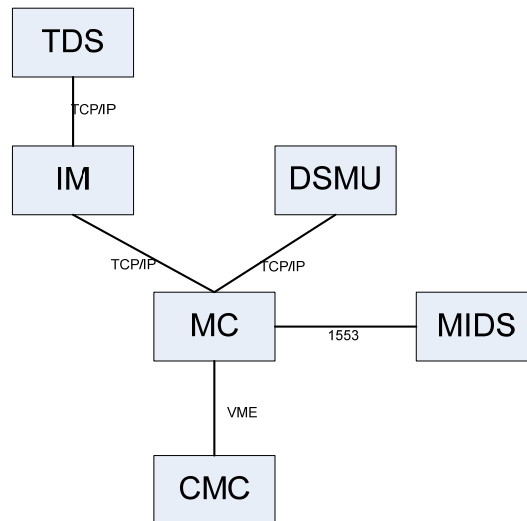 TDS
TCP/IP
IM
DSMU
TCP/IP
TCP/IP
MC
1553
MIDS
VME
CMC